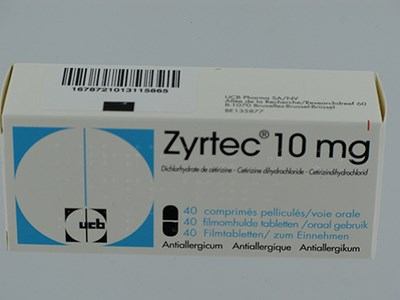 1678721013115865
UCB Pharma SA/NV
Allée de la Recherche/Researchdreef 60
B-1070 Bruxelles-Brussel-Brüssel
BE135877
Zyrtec® 10 mg
Dichlorhydrate de cétirizine - Cetirizine dihydrochloride - Cetirizindihydrochlorid
40 comprimés pelliculés/voie orale
40 filmomhulde tabletten/oraal gebruik
40 Filmtabletten/ zum Einnehmen
ucb
Antiallergicum Antiallergique Antiallergikum